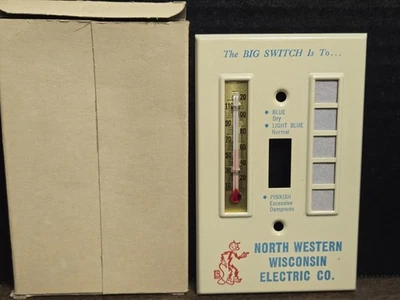 The BIG SWITCH Is To...
BLUE
Dry
LIGHT BLUE
Normal
PINKISH
Excessive
Dampness
NORTH WESTERN
WISCONSIN
ELECTRIC CO.